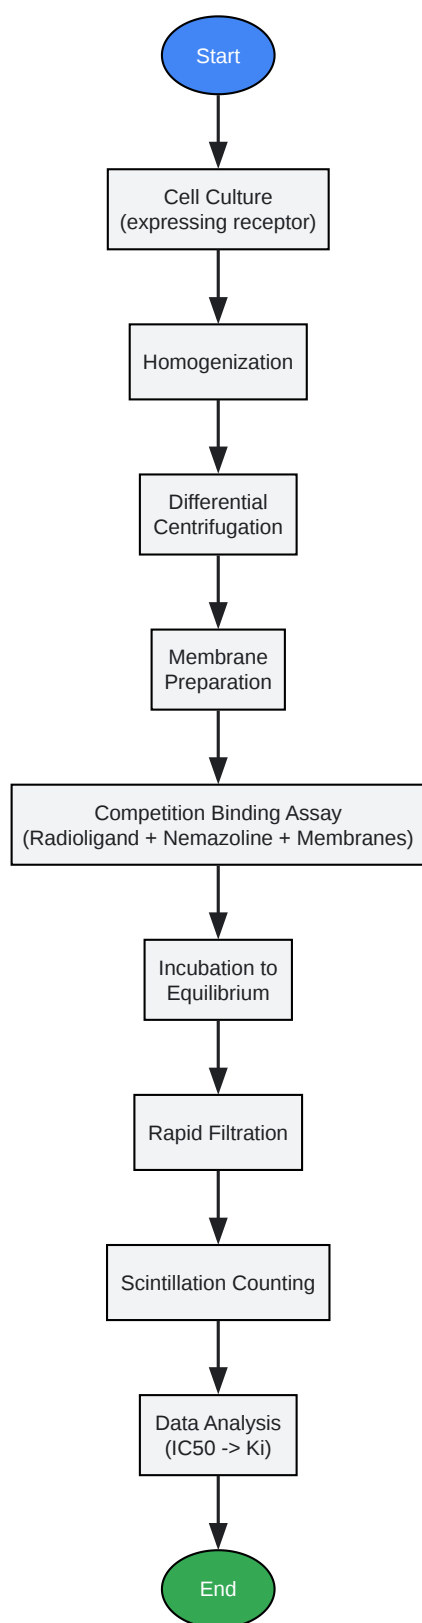 Start
Cell Culture
(expressing receptor)
Homogenization
Differential
Centrifugation
Membrane
Preparation
Competition Binding Assay
(Radioligand + Nemazoline + Membranes)
Incubation to
Equilibrium
Rapid Filtration
Scintillation Counting
Data Analysis
(IC50 -> Ki)
End